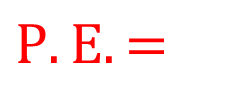 P. E. =